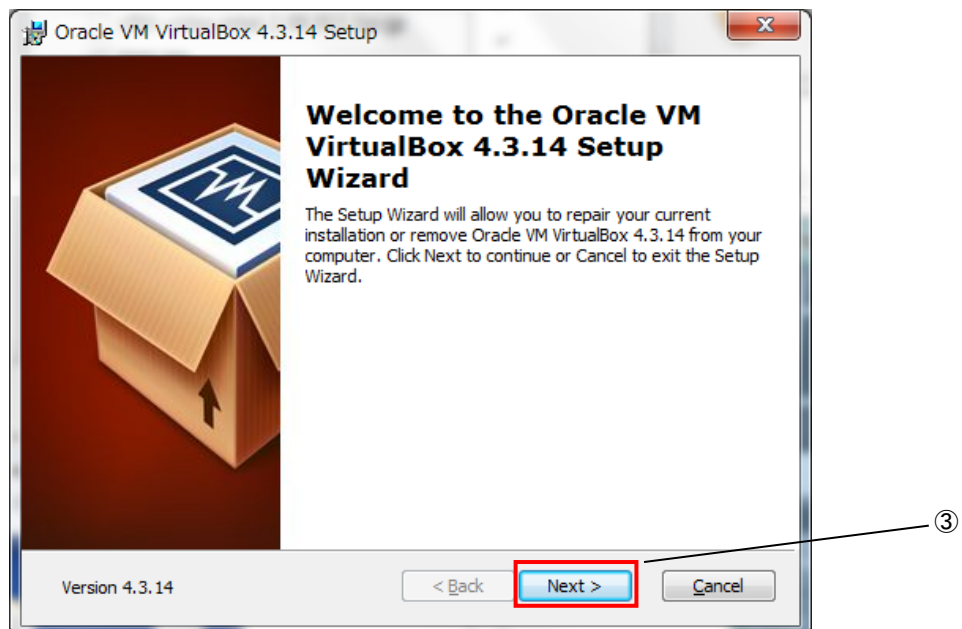 Oracle VM VirtualBox 4.3.14 Setup
Welcome to the Oracle VM
VirtualBox 4.3.14 Setup
Wizard
The Setup Wizard will allow you to repair your current
installation or remove Oracle VM VirtualBox 4.3.14 from your
computer. Click Next to continue or Cancel to exit the Setup
Wizard.
③
Version 4.3.14
< Back
Next >
Cancel